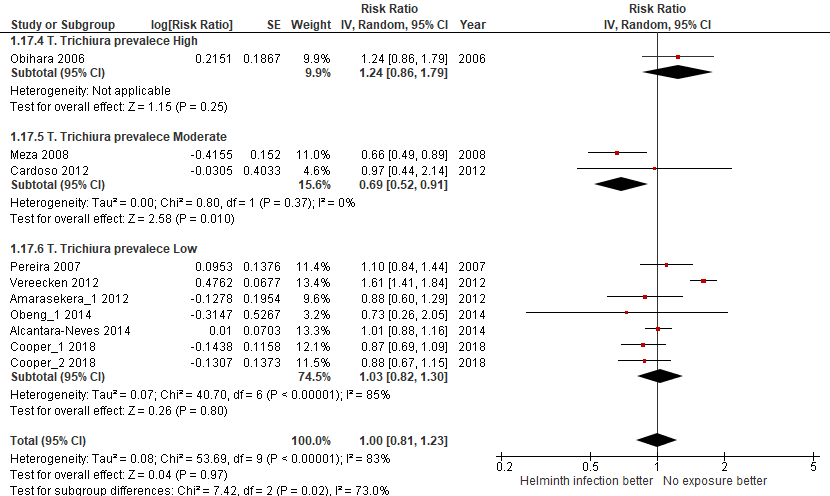 Risk Ratio Risk Ratio
Study or Subgroup log[Risk Ratio] SE Weight IV, Random, 95% CI Year IV, Random, 95% CI
1.17.4 T. Trichiura prevalece High
Obihara 2006 0.2151 0.1867 9.9% 1.24 [0.86, 1.79] 2006
Subtotal (95% CI) 9.9% 1.24 [0.86, 1.79]
Heterogeneity: Not applicable
Test for overall effect: Z = 1.15 (P = 0.25)
1.17.5 T. Trichiura prevalece Moderate
Meza 2008 -0.4155 0.152 11.0% 0.66 [0.49, 0.89] 2008
Cardoso 2012 -0.0305 0.4033 4.6% 0.97 [0.44, 2.14] 2012
Subtotal (95% CI) 15.6% 0.69 [0.52, 0.91]
Heterogeneity: Tau² = 0.00; Chi² = 0.80, df = 1 (P = 0.37); I² = 0%
Test for overall effect: Z = 2.58 (P = 0.010)
1.17.6 T. Trichiura prevalece Low
Pereira 2007 0.0953 0.1376 11.4% 1.10 [0.84, 1.44] 2007
Vereecken 2012 0.4762 0.0677 13.4% 1.61 [1.41, 1.84] 2012
Amarasekera_1 2012 -0.1278 0.1954 9.6% 0.88 [0.60, 1.29] 2012
Obeng_1 2014 -0.3147 0.5267 3.2% 0.73 [0.26, 2.05] 2014
Alcantara-Neves 2014 0.01 0.0703 13.3% 1.01 [0.88, 1.16] 2014
Cooper_1 2018 -0.1438 0.1158 12.1% 0.87 [0.69, 1.09] 2018
Cooper_2 2018 -0.1307 0.1373 11.5% 0.88 [0.67, 1.15] 2018
Subtotal (95% CI) 74.5% 1.03 [0.82, 1.30]
Heterogeneity: Tau² = 0.07; Chi² = 40.70, df = 6 (P < 0.00001); I² = 85%
Test for overall effect: Z = 0.26 (P = 0.80)
Total (95% CI) 100.0% 1.00 [0.81, 1.23]
Heterogeneity: Tau² = 0.08; Chi² = 53.69, df = 9 (P < 0.00001); I² = 83%
Test for overall effect: Z = 0.04 (P = 0.97)
Test for subgroup differences: Chi² = 7.42, df = 2 (P = 0.02), I² = 73.0%
0.2 0.5 1 2 5
Helminth infection better No exposure better